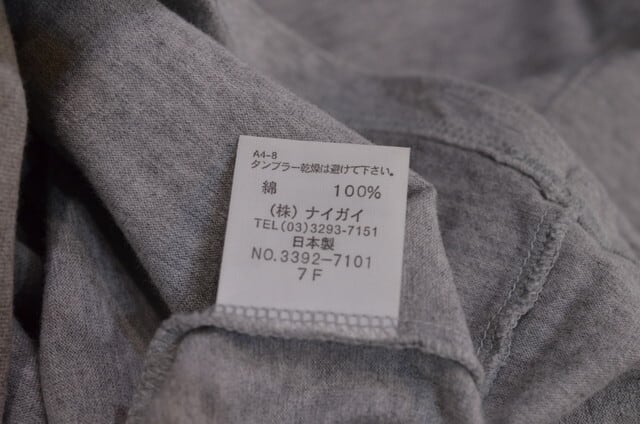 A4-8
タンブラー乾燥は避けて下さい。
綿 100%
(株) ナイガイ
TEL(03)3293-7151
日本製
NO.3392-7101
7F